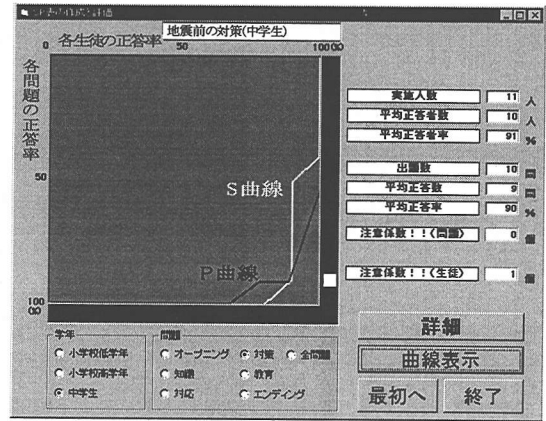 地震前の対策(中学生)
各生徒の正答率
0 50 100 (%)
各問題の正答率
50
100
(%)
S曲線
P曲線
実施人数 11 人
平均正答者数 10 人
平均正答者率 91 %
出題数 10 問
平均正答数 9 問
平均正答率 90 %
注意係数！！(問題) 0 個
注意係数！！(生徒) 1 個
詳細
曲線表示
最初へ 終了
学年
小学校低学年
小学校高学年
中学生
問題
オープニング 対策 全問題
知識 教育
対応 エンディング